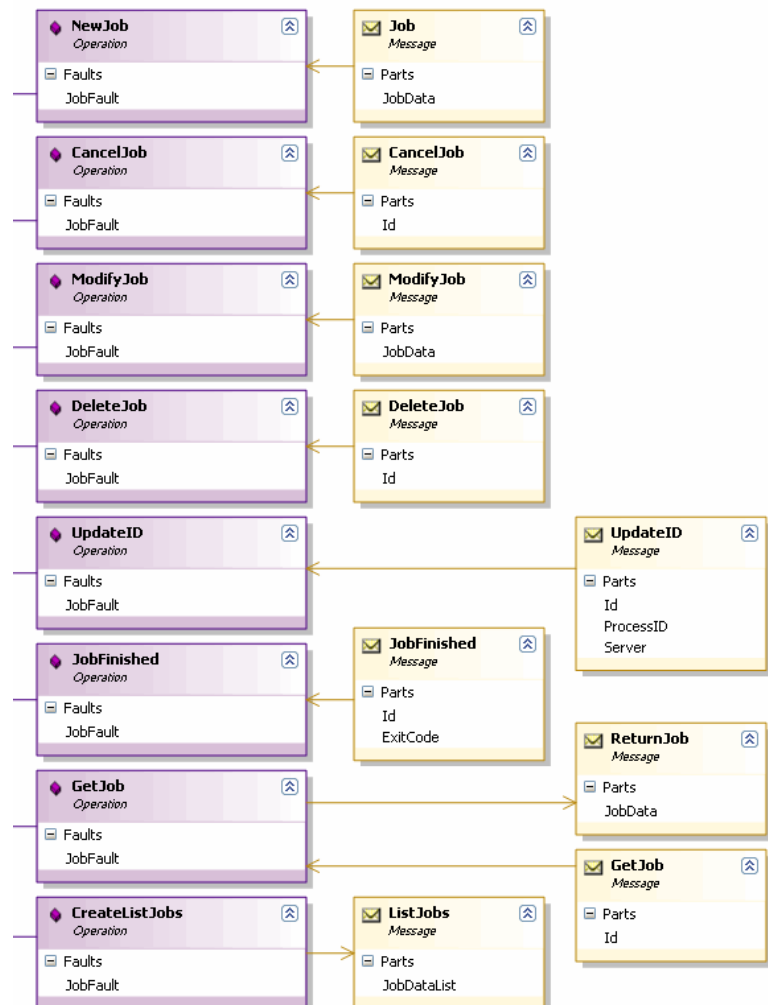 NewJob
Operation
Faults
JobFault
Job
Message
Parts
JobData
CancelJob
Operation
Faults
JobFault
CancelJob
Message
Parts
Id
ModifyJob
Operation
Faults
JobFault
ModifyJob
Message
Parts
JobData
DeleteJob
Operation
Faults
JobFault
DeleteJob
Message
Parts
Id
UpdateID
Operation
Faults
JobFault
UpdateID
Message
Parts
Id
ProcessID
Server
JobFinished
Operation
Faults
JobFault
JobFinished
Message
Parts
Id
ExitCode
GetJob
Operation
Faults
JobFault
ReturnJob
Message
Parts
JobData
GetJob
Message
Parts
Id
CreateListJobs
Operation
Faults
JobFault
ListJobs
Message
Parts
JobDataList